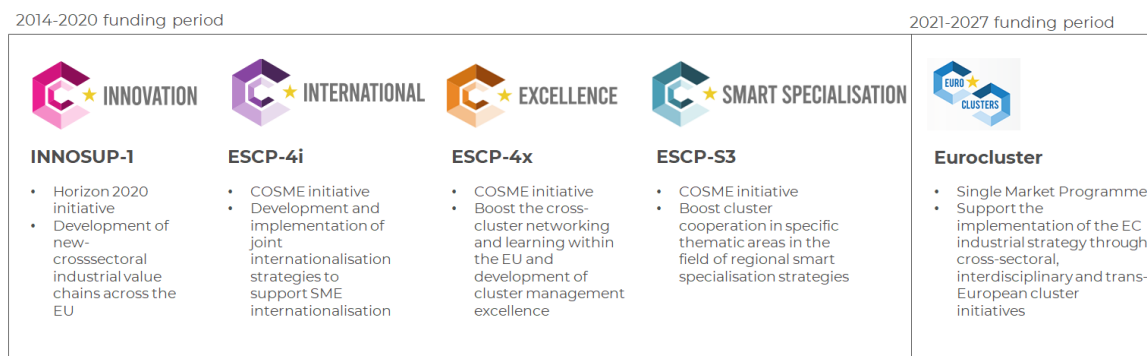 2014-2020 funding period
2021-2027 funding period
INNOVATION
INTERNATIONAL
EXCELLENCE
SMART SPECIALISATION
EURO
CLUSTERS
INNOSUP-1
• Horizon 2020
initiative
• Development of
new-
crosssectoral
industrial value
chains across the
EU
ESCP-4i
• COSME initiative
• Development and
implementation of
joint
internationalisation
strategies to
support SME
internationalisation
ESCP-4x
• COSME initiative
• Boost the cross-
cluster networking
and learning within
the EU and
development of
cluster management
excellence
ESCP-S3
• COSME initiative
• Boost cluster
cooperation in specific
thematic areas in the
field of regional smart
specialisation strategies
Eurocluster
• Single Market Programme
• Support the
implementation of the EC
industrial strategy through
cross-sectoral,
interdisciplinary and trans-
European cluster
initiatives